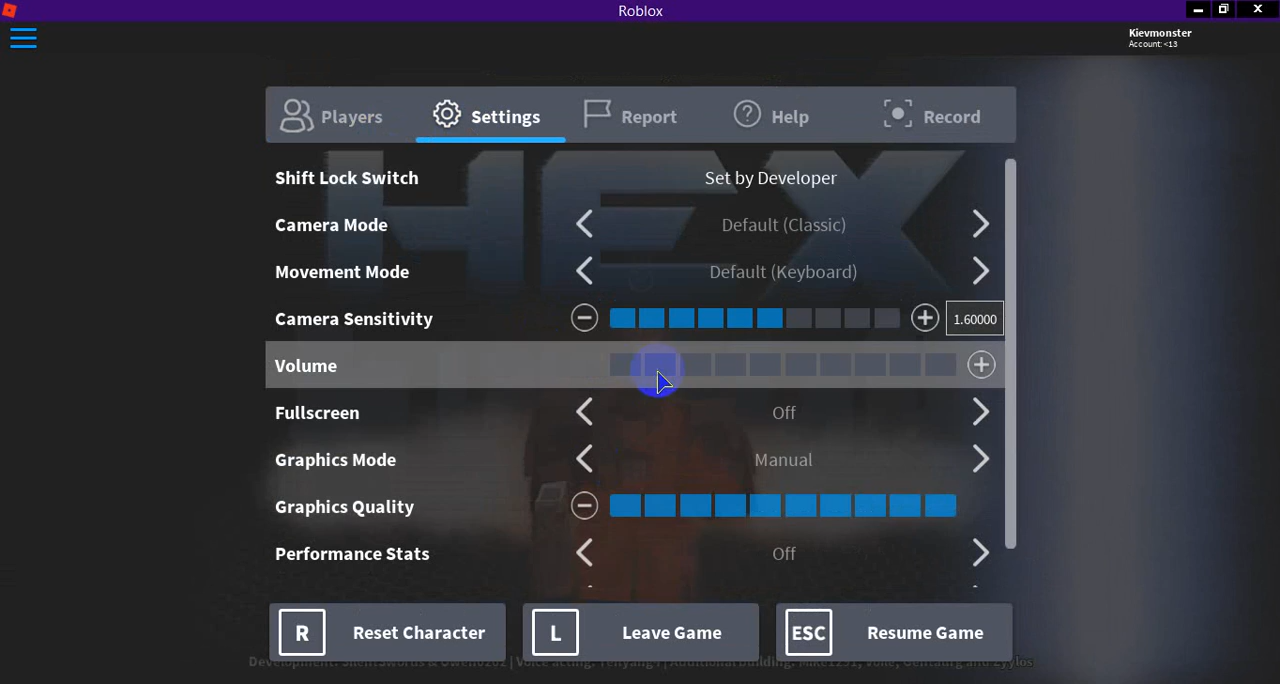 Roblox
Kievmonster
Account: <13
Players
Settings
Report
Help
Record
HEX
Shift Lock Switch
Set by Developer
Camera Mode
Default (Classic)
Movement Mode
Default (Keyboard)
Camera Sensitivity
1.60000
Volume
Fullscreen
Off
Graphics Mode
Manual
Graphics Quality
Performance Stats
Off
R Reset Character
L Leave Game
ESC Resume Game